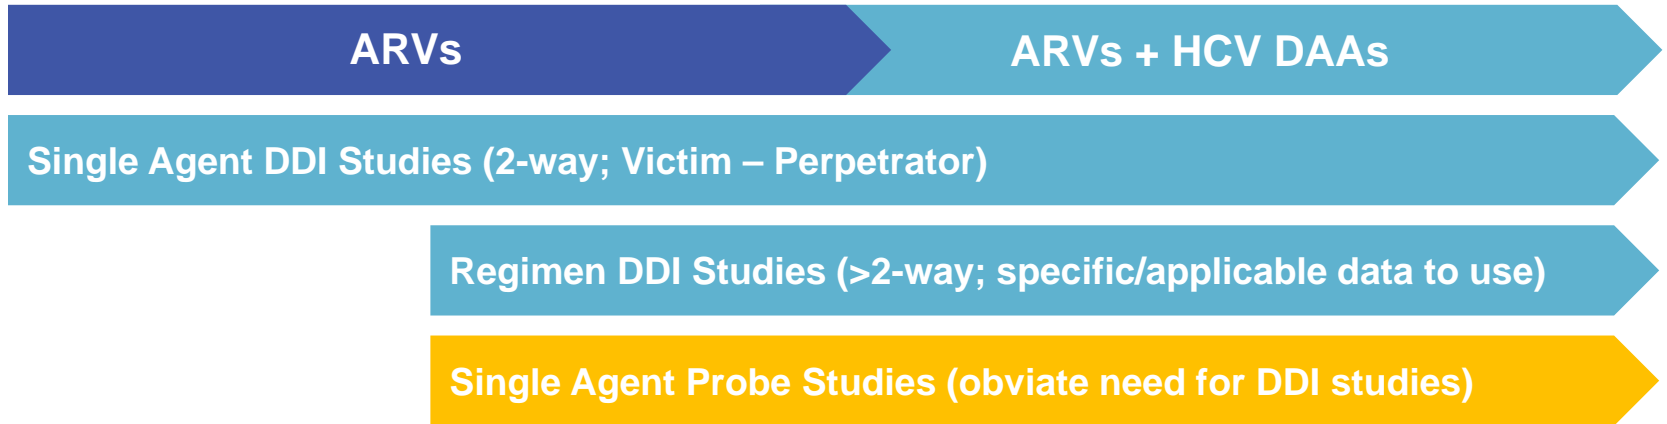 ARVs
ARVs + HCV DAAs
Single Agent DDI Studies (2-way; Victim – Perpetrator)
Regimen DDI Studies (>2-way; specific/applicable data to use)
Single Agent Probe Studies (obviate need for DDI studies)